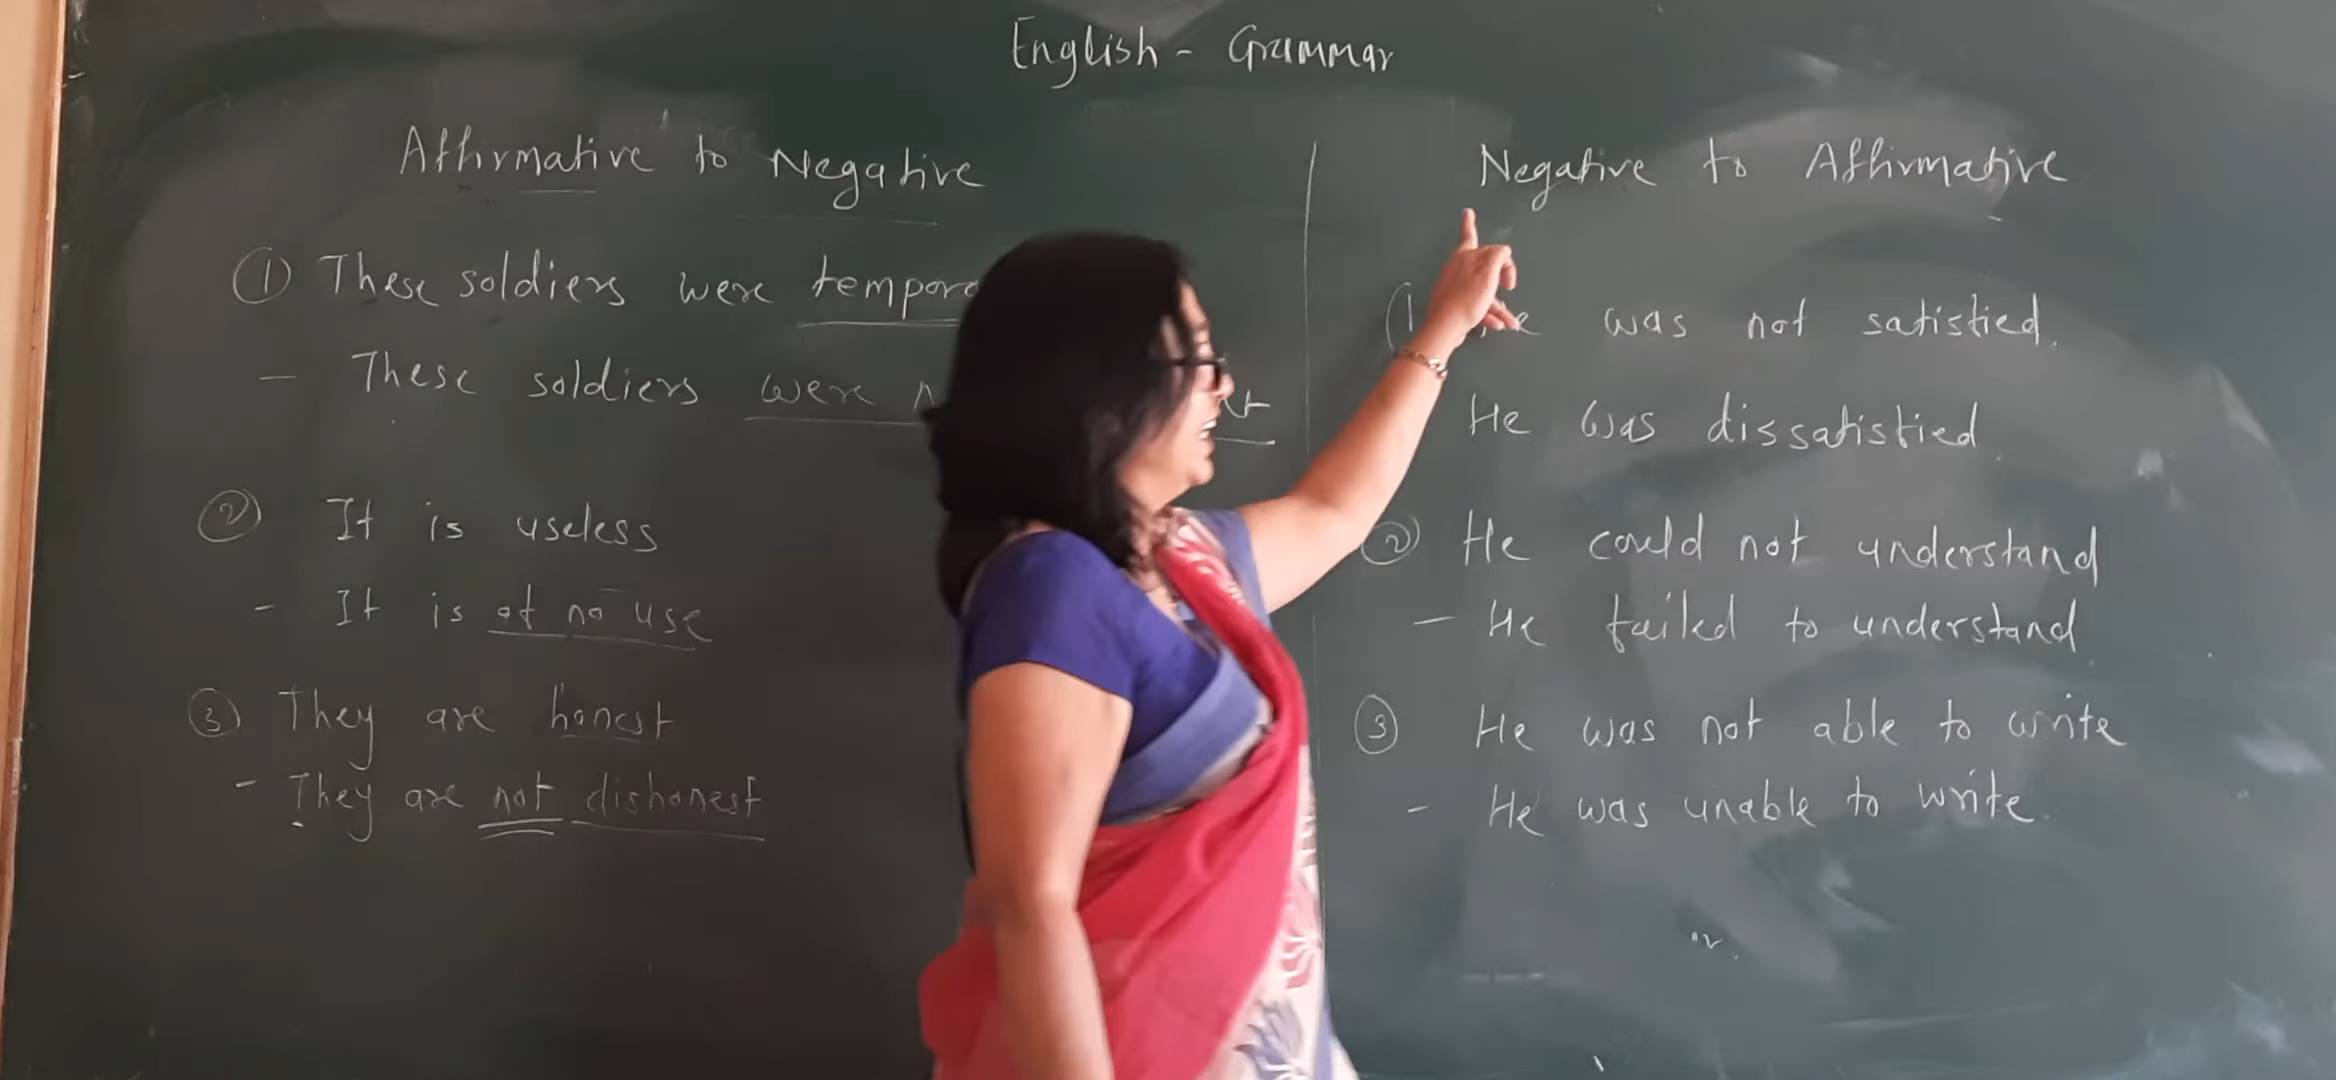 English - Grammar
Affirmative to Negative
① These soldiers were
- These soldiers were
② It is useless
- It is of no use
③ They are honest
- They are not dishonest
Negative to Affirmative
was not satisfied.
He was dissatisfied.
② He could not understand
- He failed to understand.
③ He was not able to write
- He was unable to write.